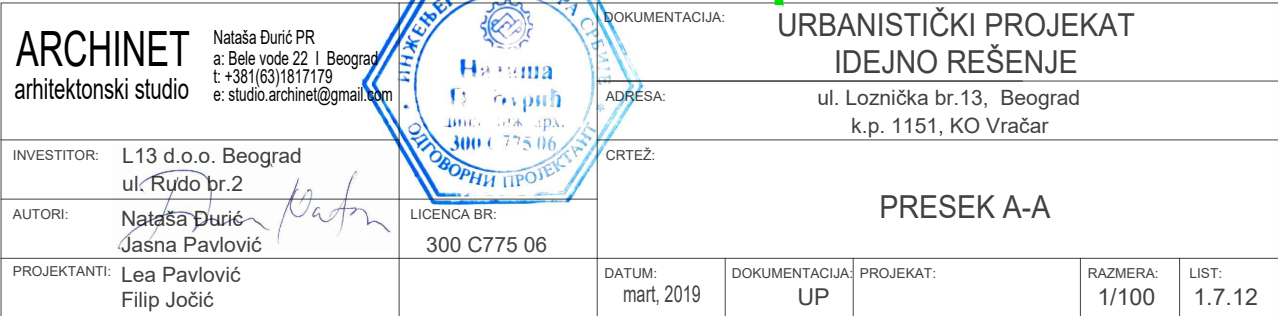 ARCHINET
arhitektonski studio
Nataša Đurić PR
a: Bele vode 22 I Beograd
t: +381(63)1817179
e: studio.archinet@gmail.com
ОДГОВОРНИ ПРОЈЕКТАНТ
300 C 775 06
DOKUMENTACIJA:
URBANISTIČKI PROJEKAT
IDEJNO REŠENJE
ADRESA:
ul. Loznička br.13, Beograd
k.p. 1151, KO Vračar
INVESTITOR:
L13 d.o.o. Beograd
ul. Rudo br.2
AUTORI:
Nataša Đurić
Jasna Pavlović
LICENCA BR:
300 C775 06
CRTEŽ:
PRESEK A-A
PROJEKTANTI:
Lea Pavlović
Filip Jočić
DATUM:
mart, 2019
DOKUMENTACIJA:
UP
PROJEKAT:
RAZMERA:
1/100
LIST:
1.7.12